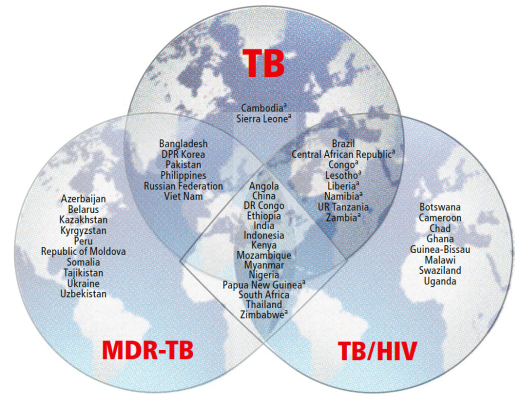 TB
Cambodiaª
Sierra Leoneª
Bangladesh
DPR Korea
Pakistan
Philippines
Russian Federation
Viet Nam
Brazil
Central African Republicª
Congoª
Lesothoª
Liberiaª
Namibiaª
UR Tanzania
Zambiaª
Angola
China
DR Congo
Ethiopia
India
Indonesia
Kenya
Mozambique
Myanmar
Nigeria
Papua New Guineaª
South Africa
Thailand
Zimbabweª
Azerbaijan
Belarus
Kazakhstan
Kyrgyzstan
Peru
Republic of Moldova
Somalia
Tajikistan
Ukraine
Uzbekistan
Botswana
Cameroon
Chad
Ghana
Guinea-Bissau
Malawi
Swaziland
Uganda
MDR-TB
TB/HIV